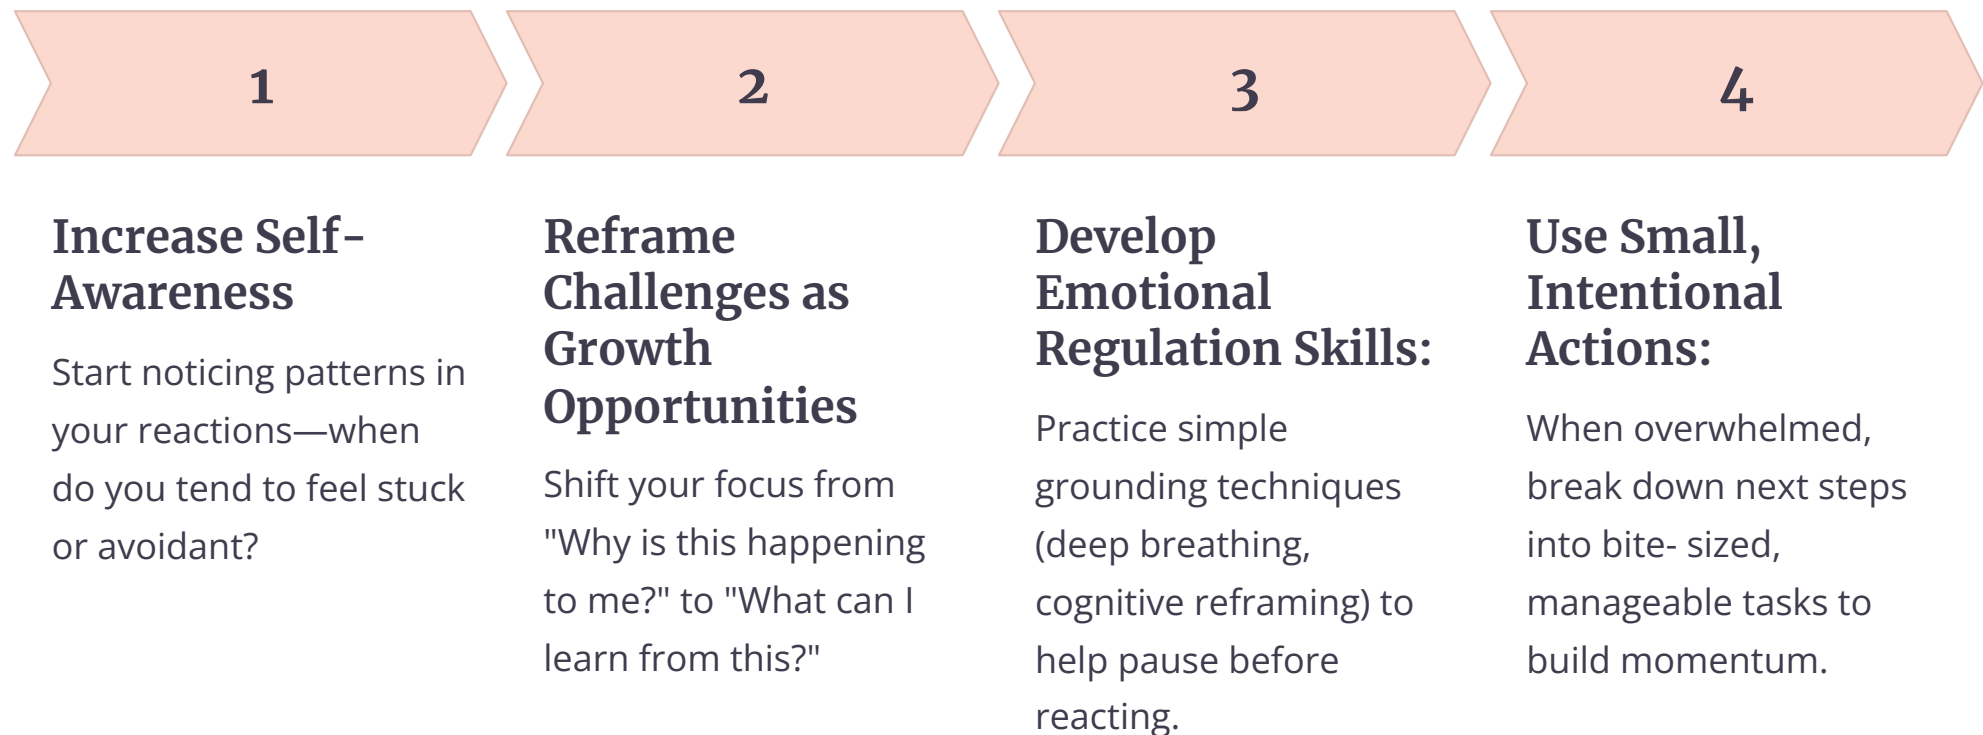 1
Increase Self-
Awareness
Start noticing patterns in
your reactions—when
do you tend to feel stuck
or avoidant?
2
Reframe
Challenges as
Growth
Opportunities
Shift your focus from
"Why is this happening
to me?" to "What can I
learn from this?"
3
Develop
Emotional
Regulation Skills:
Practice simple
grounding techniques
(deep breathing,
cognitive reframing) to
help pause before
reacting.
4
Use Small,
Intentional
Actions:
When overwhelmed,
break down next steps
into bite- sized,
manageable tasks to
build momentum.